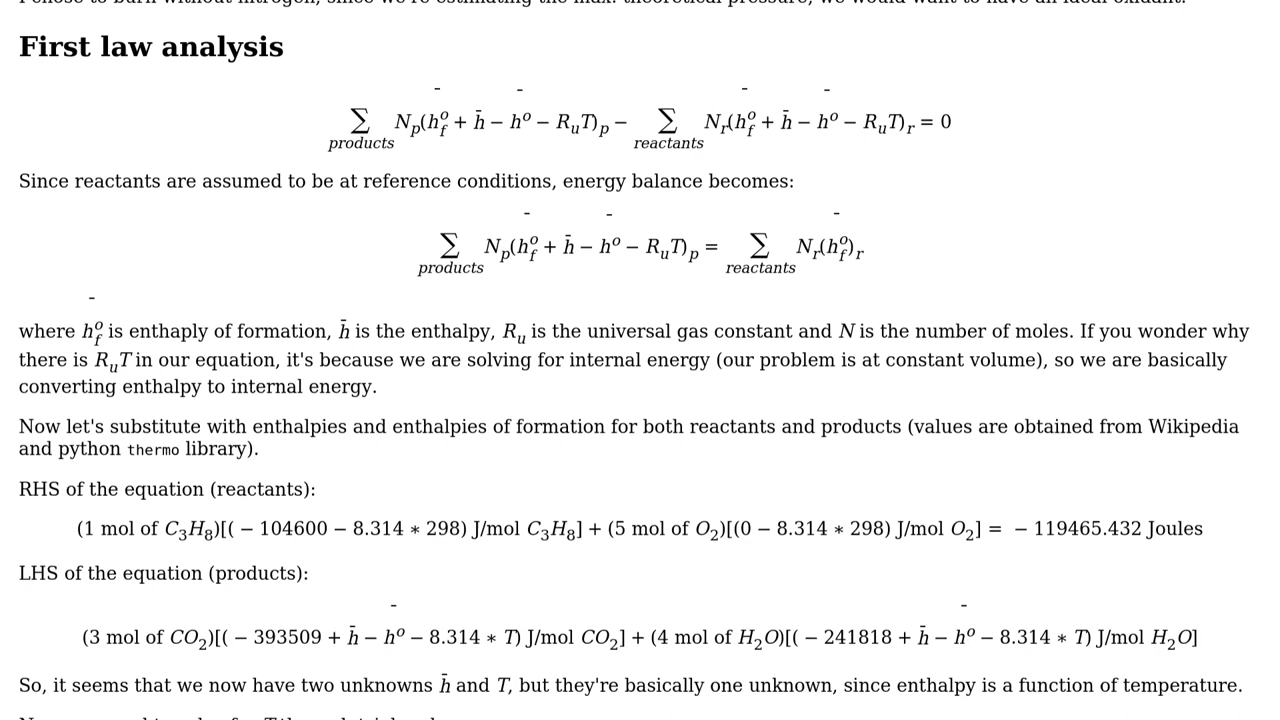 First law analysis
∑ N_p(h̄_f^o + h̄ − h̄^o − R_uT)_p − ∑ N_r(h̄_f^o + h̄ − h̄^o − R_uT)_r = 0
products reactants
Since reactants are assumed to be at reference conditions, energy balance becomes:
∑ N_p(h̄_f^o + h̄ − h̄^o − R_uT)_p = ∑ N_r(h̄_f^o)_r
products reactants
where h̄_f^o is enthaply of formation, h̄ is the enthalpy, R_u is the universal gas constant and N is the number of moles. If you wonder why
there is R_uT in our equation, it's because we are solving for internal energy (our problem is at constant volume), so we are basically
converting enthalpy to internal energy.
Now let's substitute with enthalpies and enthalpies of formation for both reactants and products (values are obtained from Wikipedia
and python thermo library).
RHS of the equation (reactants):
(1 mol of C₃H₈)[( − 104600 − 8.314 * 298) J/mol C₃H₈] + (5 mol of O₂)[(0 − 8.314 * 298) J/mol O₂] = − 119465.432 Joules
LHS of the equation (products):
(3 mol of CO₂)[( − 393509 + h̄ − h̄^o − 8.314 * T) J/mol CO₂] + (4 mol of H₂O)[( − 241818 + h̄ − h̄^o − 8.314 * T) J/mol H₂O]
So, it seems that we now have two unknowns h̄ and T, but they're basically one unknown, since enthalpy is a function of temperature.